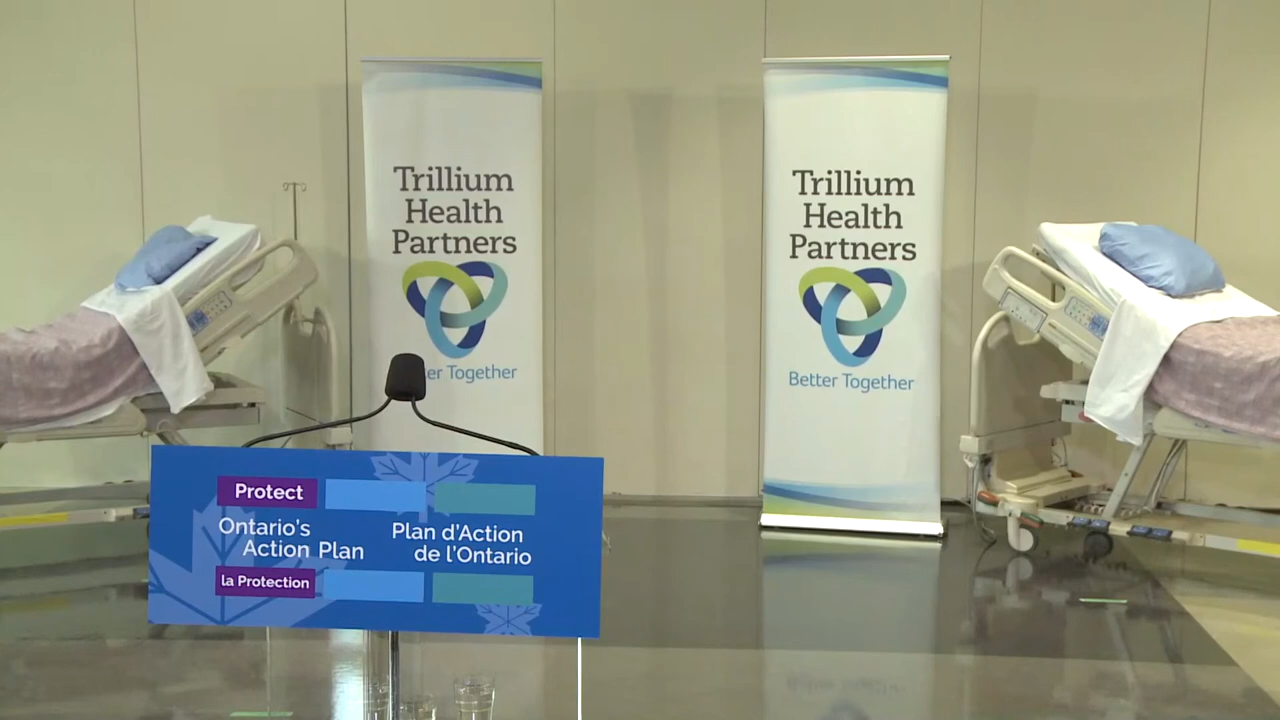 Trillium
Health
Partners
er Together
Trillium
Health
Partners
Better Together
Protect
Ontario's
Action Plan
Plan d'Action
de l'Ontario
la Protection